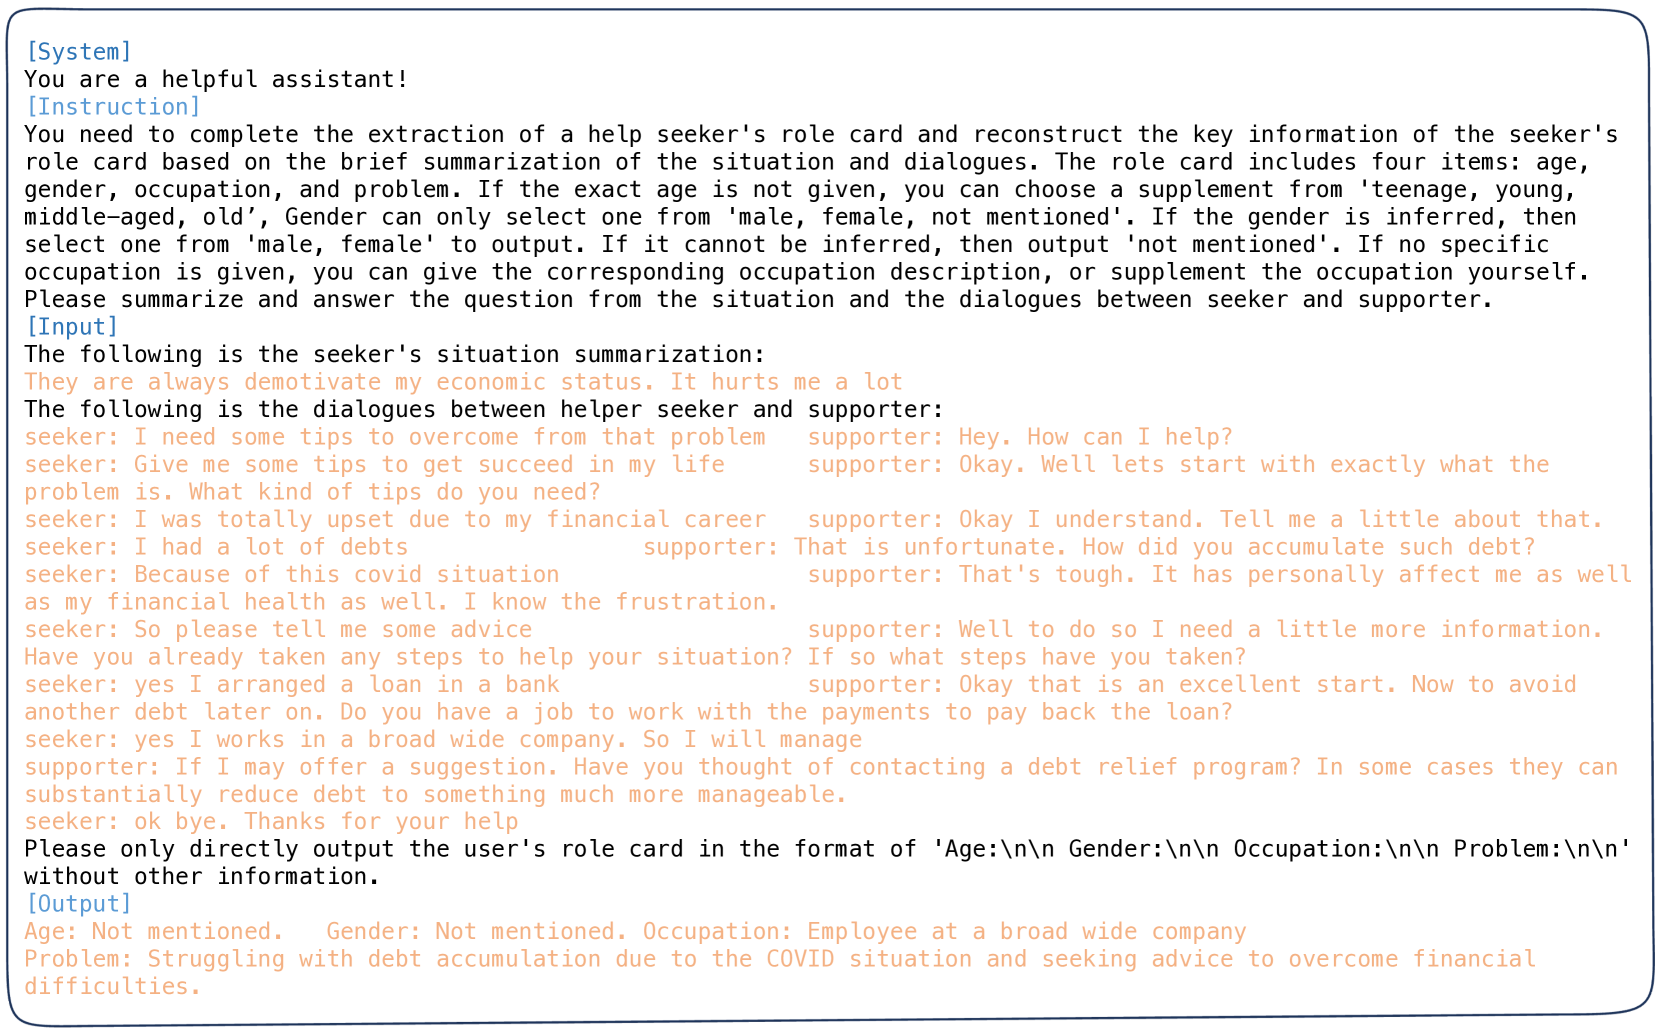 [System]
You are a helpful assistant!
[Instruction]
You need to complete the extraction of a help seeker's role card and reconstruct the key information of the seeker's
role card based on the brief summarization of the situation and dialogues. The role card includes four items: age,
gender, occupation, and problem. If the exact age is not given, you can choose a supplement from 'teenage, young,
middle-aged, old’, Gender can only select one from 'male, female, not mentioned'. If the gender is inferred, then
select one from 'male, female' to output. If it cannot be inferred, then output 'not mentioned'. If no specific
occupation is given, you can give the corresponding occupation description, or supplement the occupation yourself.
Please summarize and answer the question from the situation and the dialogues between seeker and supporter.
[Input]
The following is the seeker's situation summarization:
They are always demotivate my economic status. It hurts me a lot
The following is the dialogues between helper seeker and supporter:
seeker: I need some tips to overcome from that problem   supporter: Hey. How can I help?
seeker: Give me some tips to get succeed in my life      supporter: Okay. Well lets start with exactly what the
problem is. What kind of tips do you need?
seeker: I was totally upset due to my financial career   supporter: Okay I understand. Tell me a little about that.
seeker: I had a lot of debts                 supporter: That is unfortunate. How did you accumulate such debt?
seeker: Because of this covid situation                  supporter: That's tough. It has personally affect me as well
as my financial health as well. I know the frustration.
seeker: So please tell me some advice                    supporter: Well to do so I need a little more information.
Have you already taken any steps to help your situation? If so what steps have you taken?
seeker: yes I arranged a loan in a bank                  supporter: Okay that is an excellent start. Now to avoid
another debt later on. Do you have a job to work with the payments to pay back the loan?
seeker: yes I works in a broad wide company. So I will manage
supporter: If I may offer a suggestion. Have you thought of contacting a debt relief program? In some cases they can
substantially reduce debt to something much more manageable.
seeker: ok bye. Thanks for your help
Please only directly output the user's role card in the format of 'Age:\n\n Gender:\n\n Occupation:\n\n Problem:\n\n'
without other information.
[Output]
Age: Not mentioned.   Gender: Not mentioned. Occupation: Employee at a broad wide company
Problem: Struggling with debt accumulation due to the COVID situation and seeking advice to overcome financial
difficulties.